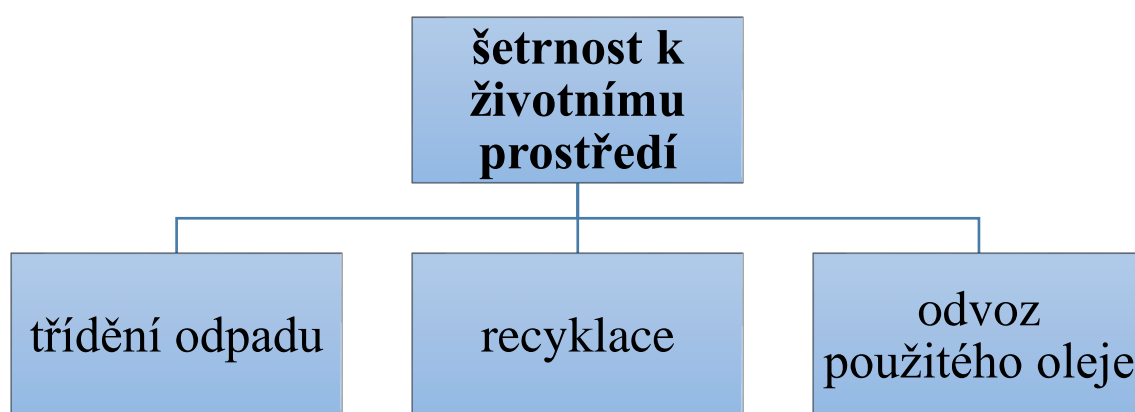 šetrnost k
životnímu
prostředí
třídění odpadu
recyklace
odvoz
použitého oleje